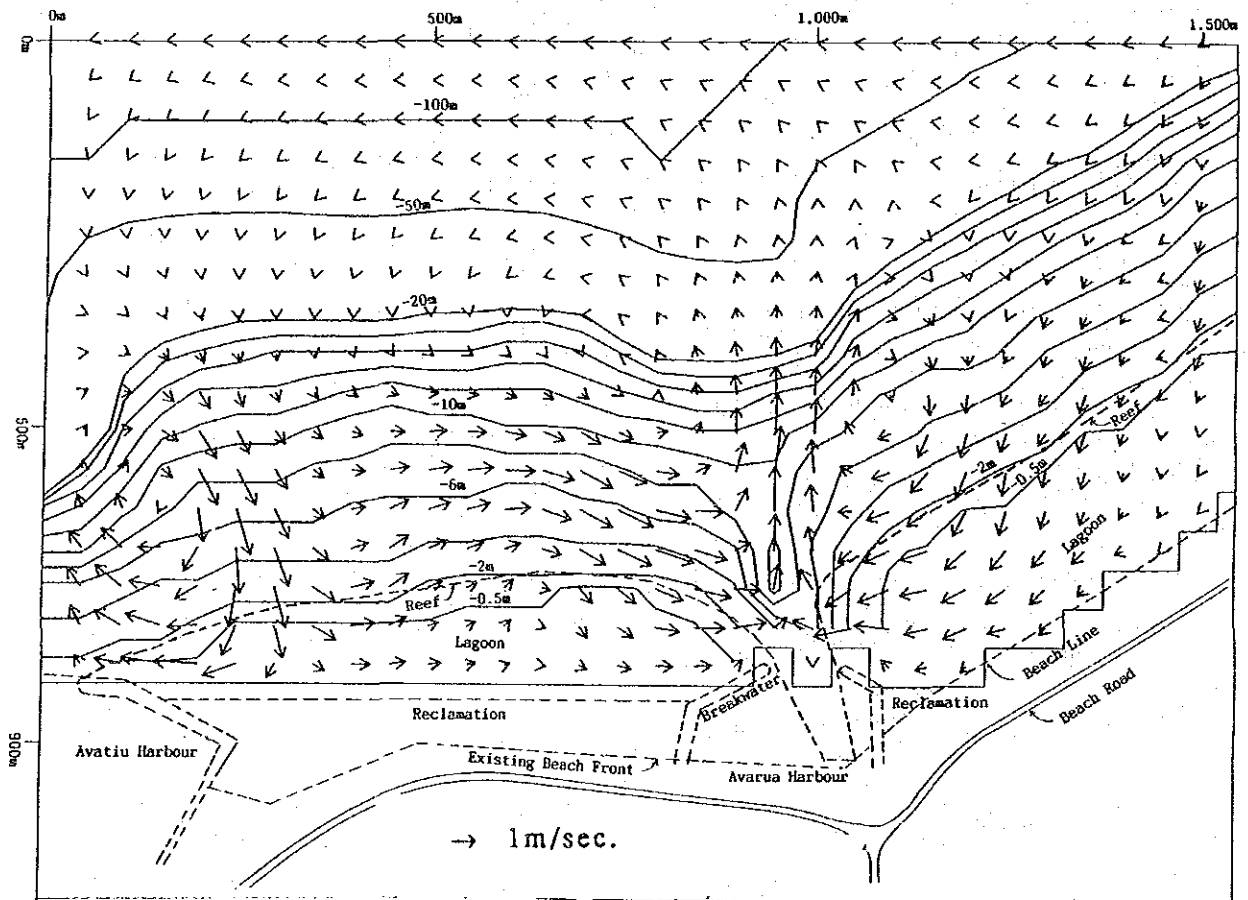 0m
500m
1.000m
1.500m
0m
-100m
-50m
-20m
-10m
500m
Reef
-2m
-0.5m
-6m
Lagoon
-2m
Reef
-0.5m
Lagoon
Beach Line
Breakwater
Reclamation
Reclamation
Beach Road
900m
Avatiu Harbour
Existing Beach Front
Avarua Harbour
1m/sec.